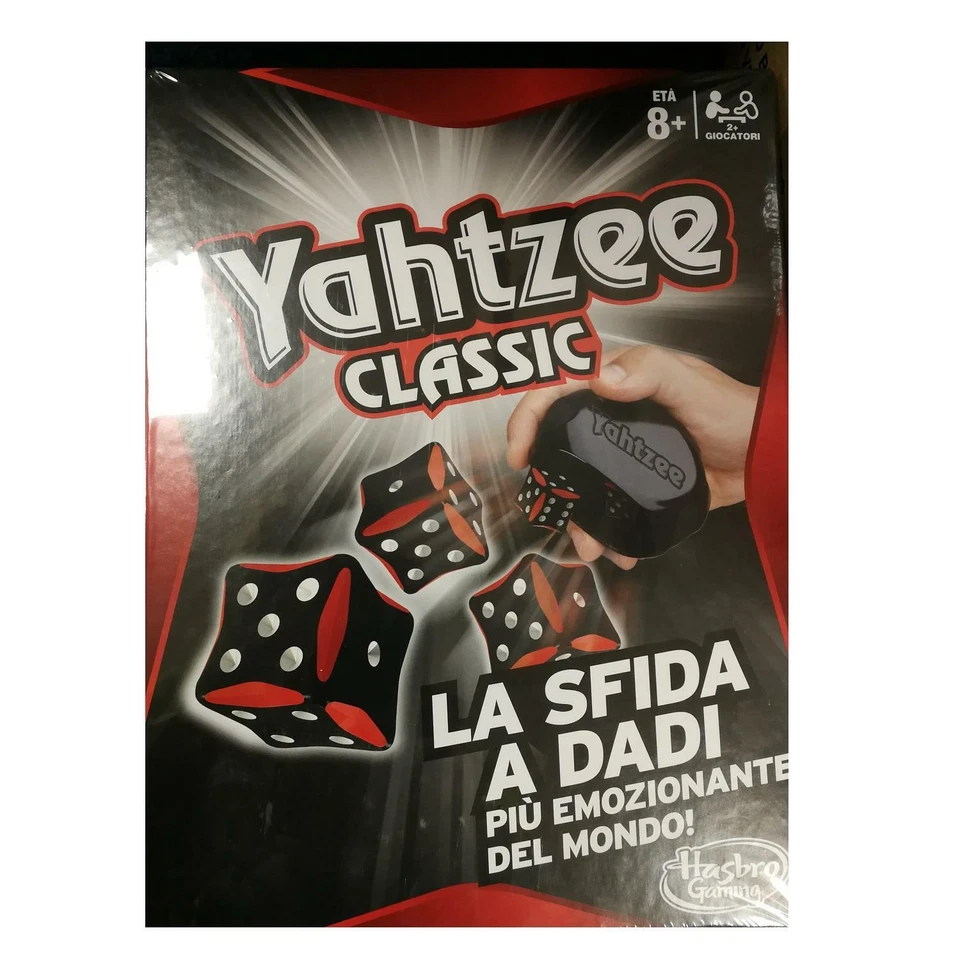 ETÀ
8+
2+
GIOCATORI
Yahtzee
CLASSIC
Yahtzee
LA SFIDA
A DADI
PIÙ EMOZIONANTE
DEL MONDO!
Hasbro
Gaming